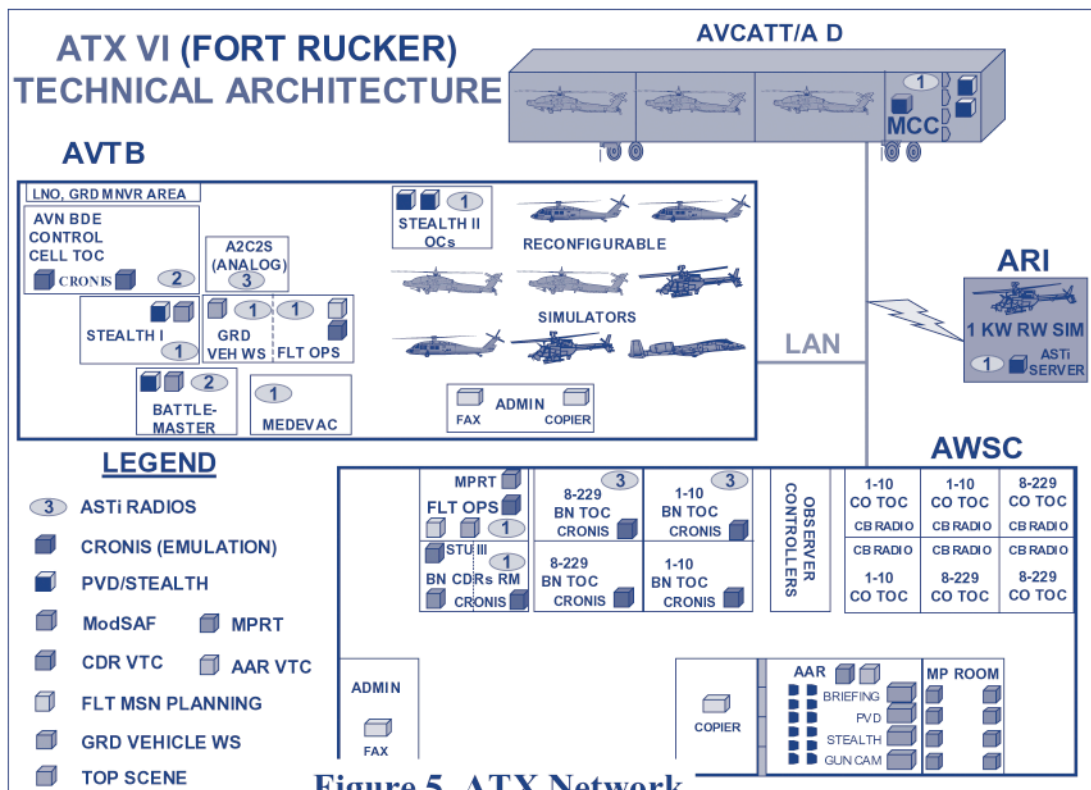 ATX VI (FORT RUCKER)
TECHNICAL ARCHITECTURE
AVCATT/A D
1
MCC
AVTB
LNO, GRD MNVR AREA
AVN BDE
CONTROL
CELL TOC
CRONIS
2
A2C2S
(ANALOG)
3
STEALTH II
OCs
1
RECONFIGURABLE
SIMULATORS
STEALTH I
1
GRD
VEH WS
1
1
FLT OPS
BATTLE-
MASTER
2
1
MEDEVAC
ADMIN
FAX
COPIER
LAN
ARI
1 KW RW SIM
1
ASTi
SERVER
AWSC
MPRT
FLT OPS
1
STU III
1
BN CDRs RM
CRONIS
3
8-229
BN TOC
CRONIS
3
1-10
BN TOC
CRONIS
8-229
BN TOC
CRONIS
1-10
BN TOC
CRONIS
OBSERVER
CONTROLLERS
1-10
CO TOC
CB RADIO
1-10
CO TOC
CB RADIO
8-229
CO TOC
CB RADIO
CB RADIO
1-10
CO TOC
CB RADIO
8-229
CO TOC
CB RADIO
8-229
CO TOC
ADMIN
FAX
COPIER
AAR
BRIEFING
PVD
STEALTH
GUN CAM
MP ROOM
LEGEND
3 ASTi RADIOS
CRONIS (EMULATION)
PVD/STEALTH
ModSAF MPRT
CDR VTC AAR VTC
FLT MSN PLANNING
GRD VEHICLE WS
TOP SCENE
Figure 5. ATX Network